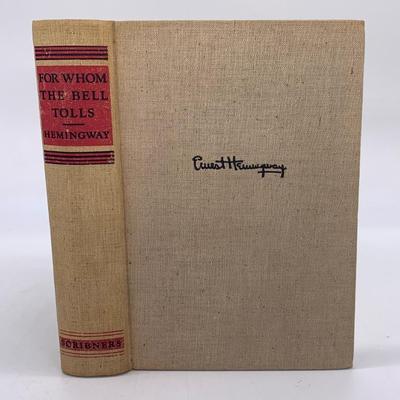 FOR WHOM
THE BELL
TOLLS
HEMINGWAY
SCRIBNERS
Ernest Hemingway